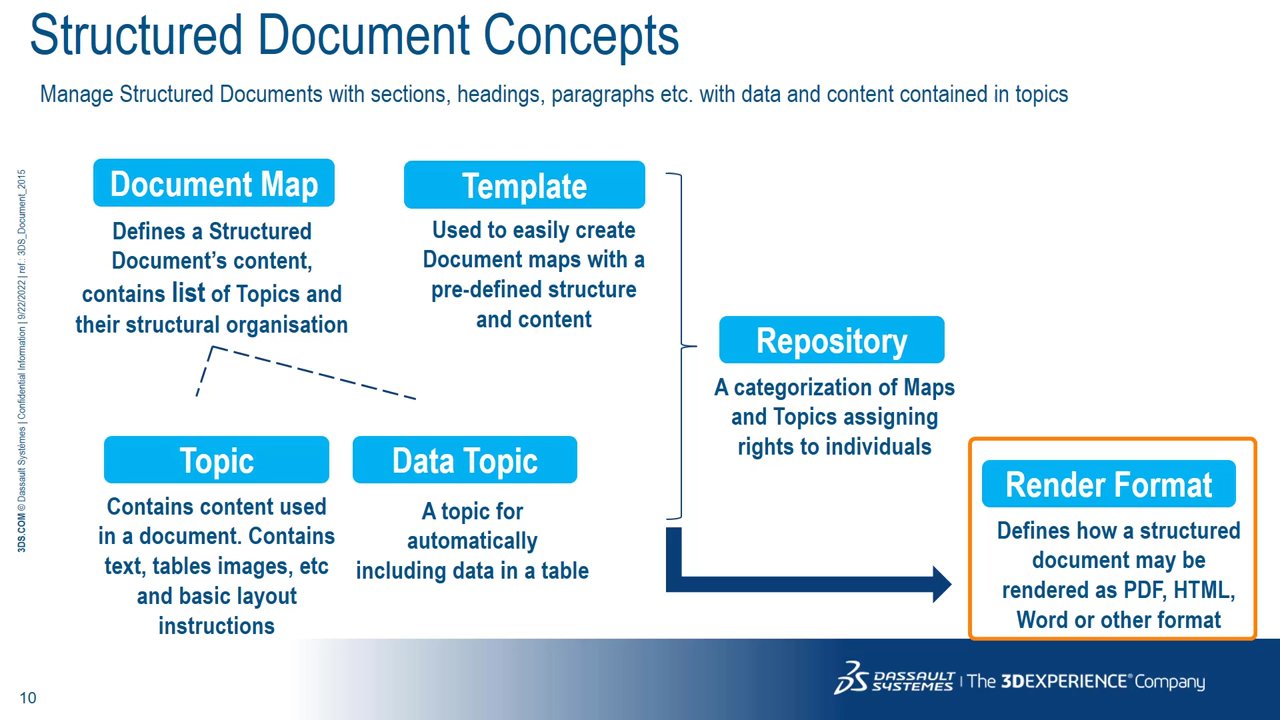 Structured Document Concepts
Manage Structured Documents with sections, headings, paragraphs etc. with data and content contained in topics
3DS.COM © Dassault Systèmes | Confidential Information | 9/22/2022 | ref.: 3DS_Document_2015
Document Map
Defines a Structured
Document’s content,
contains list of Topics and
their structural organisation
Template
Used to easily create
Document maps with a
pre-defined structure
and content
Topic
Contains content used
in a document. Contains
text, tables images, etc
and basic layout
instructions
Data Topic
A topic for
automatically
including data in a table
Repository
A categorization of Maps
and Topics assigning
rights to individuals
Render Format
Defines how a structured
document may be
rendered as PDF, HTML,
Word or other format
10
DASSAULT
SYSTEMES | The 3DEXPERIENCE® Company